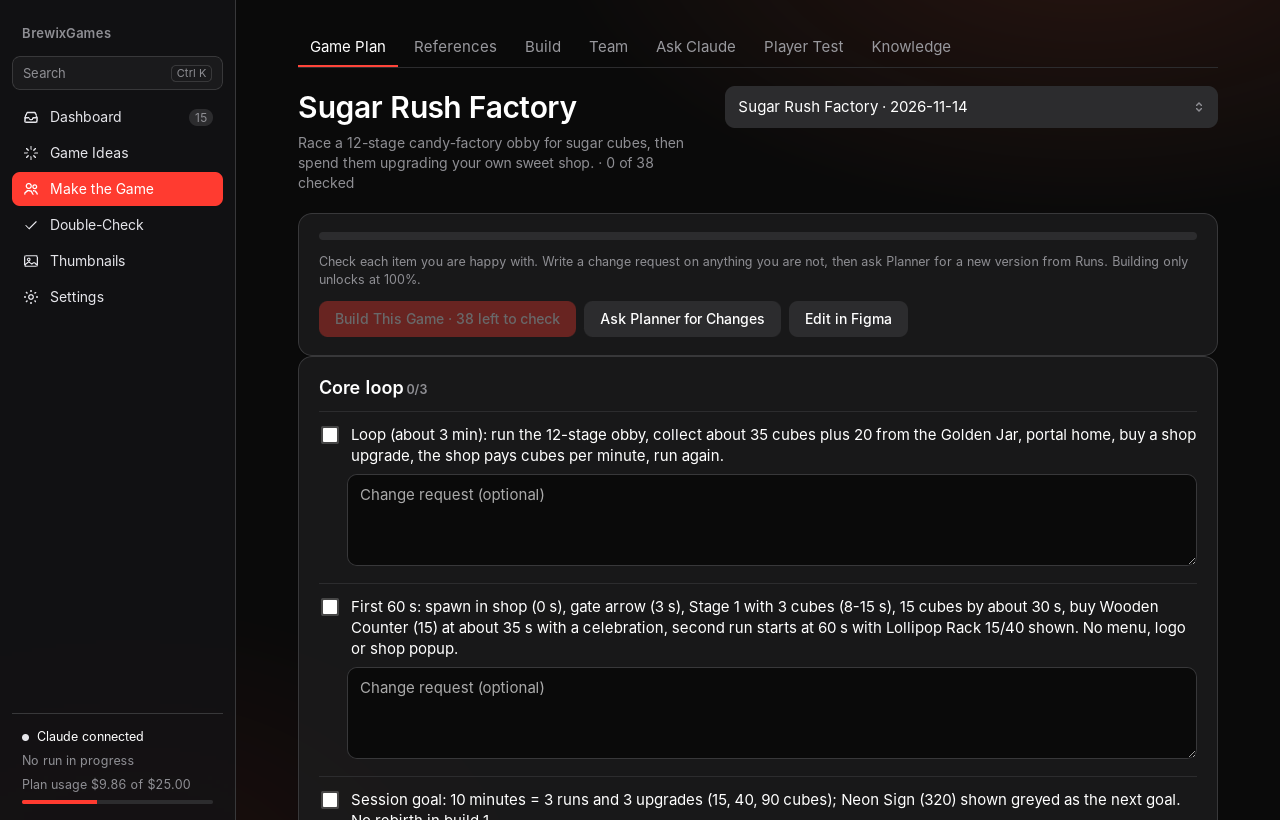 BrewixGames
Search
Ctrl K
Dashboard
15
Game Ideas
Make the Game
Double-Check
Thumbnails
Settings
Claude connected
No run in progress
Plan usage $9.86 of $25.00
Game Plan
References
Build
Team
Ask Claude
Player Test
Knowledge
Sugar Rush Factory
Race a 12-stage candy-factory obby for sugar cubes, then
spend them upgrading your own sweet shop. · 0 of 38
checked
Sugar Rush Factory · 2026-11-14
Check each item you are happy with. Write a change request on anything you are not, then ask Planner for a new version from Runs. Building only
unlocks at 100%.
Build This Game · 38 left to check
Ask Planner for Changes
Edit in Figma
Core loop 0/3
Loop (about 3 min): run the 12-stage obby, collect about 35 cubes plus 20 from the Golden Jar, portal home, buy a shop
upgrade, the shop pays cubes per minute, run again.
Change request (optional)
First 60 s: spawn in shop (0 s), gate arrow (3 s), Stage 1 with 3 cubes (8-15 s), 15 cubes by about 30 s, buy Wooden
Counter (15) at about 35 s with a celebration, second run starts at 60 s with Lollipop Rack 15/40 shown. No menu, logo
or shop popup.
Change request (optional)
Session goal: 10 minutes = 3 runs and 3 upgrades (15, 40, 90 cubes); Neon Sign (320) shown greyed as the next goal.
No rebirth in build 1.